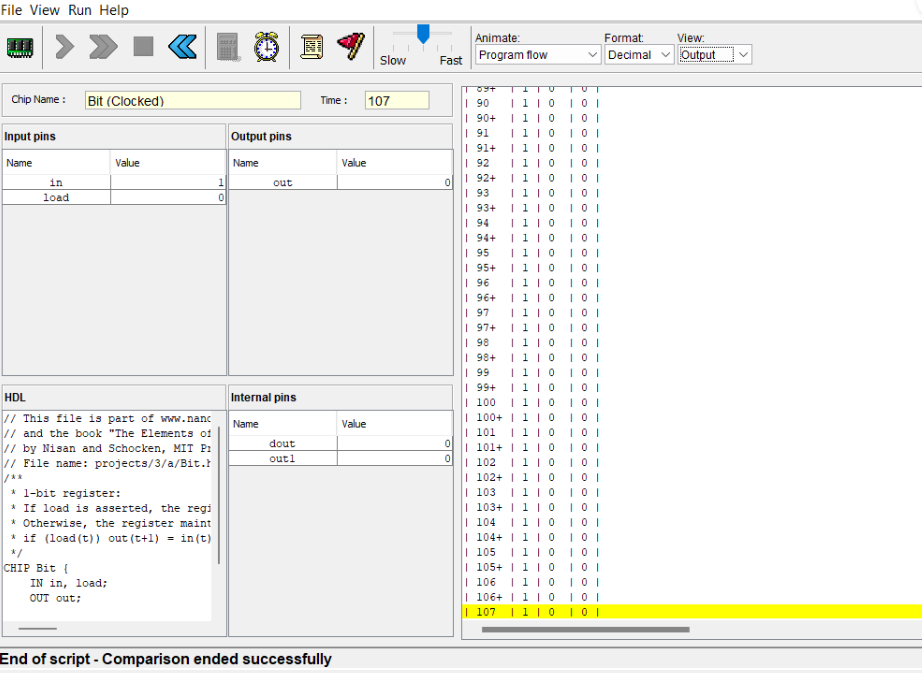 File View Run Help
Slow Fast
Animate:
Program flow
Format:
Decimal
View:
Output
Chip Name : Bit (Clocked) Time : 107
Input pins
Name Value
in 1
load 0
Output pins
Name Value
out 0
HDL
// This file is part of www.nand
// and the book "The Elements of
// by Nisan and Schocken, MIT Pr
// File name: projects/3/a/Bit.h
/**
* 1-bit register:
* If load is asserted, the regi
* Otherwise, the register maint
* if (load(t)) out(t+1) = in(t)
*/
CHIP Bit {
IN in, load;
OUT out;
Internal pins
Name Value
dout 0
out1 0
| 89+ | 1 | 0 | 0 |
| 90 | 1 | 0 | 0 |
| 90+ | 1 | 0 | 0 |
| 91 | 1 | 0 | 0 |
| 91+ | 1 | 0 | 0 |
| 92 | 1 | 0 | 0 |
| 92+ | 1 | 0 | 0 |
| 93 | 1 | 0 | 0 |
| 93+ | 1 | 0 | 0 |
| 94 | 1 | 0 | 0 |
| 94+ | 1 | 0 | 0 |
| 95 | 1 | 0 | 0 |
| 95+ | 1 | 0 | 0 |
| 96 | 1 | 0 | 0 |
| 96+ | 1 | 0 | 0 |
| 97 | 1 | 0 | 0 |
| 97+ | 1 | 0 | 0 |
| 98 | 1 | 0 | 0 |
| 98+ | 1 | 0 | 0 |
| 99 | 1 | 0 | 0 |
| 99+ | 1 | 0 | 0 |
| 100 | 1 | 0 | 0 |
| 100+ | 1 | 0 | 0 |
| 101 | 1 | 0 | 0 |
| 101+ | 1 | 0 | 0 |
| 102 | 1 | 0 | 0 |
| 102+ | 1 | 0 | 0 |
| 103 | 1 | 0 | 0 |
| 103+ | 1 | 0 | 0 |
| 104 | 1 | 0 | 0 |
| 104+ | 1 | 0 | 0 |
| 105 | 1 | 0 | 0 |
| 105+ | 1 | 0 | 0 |
| 106 | 1 | 0 | 0 |
| 106+ | 1 | 0 | 0 |
| 107 | 1 | 0 | 0 |
End of script - Comparison ended successfully